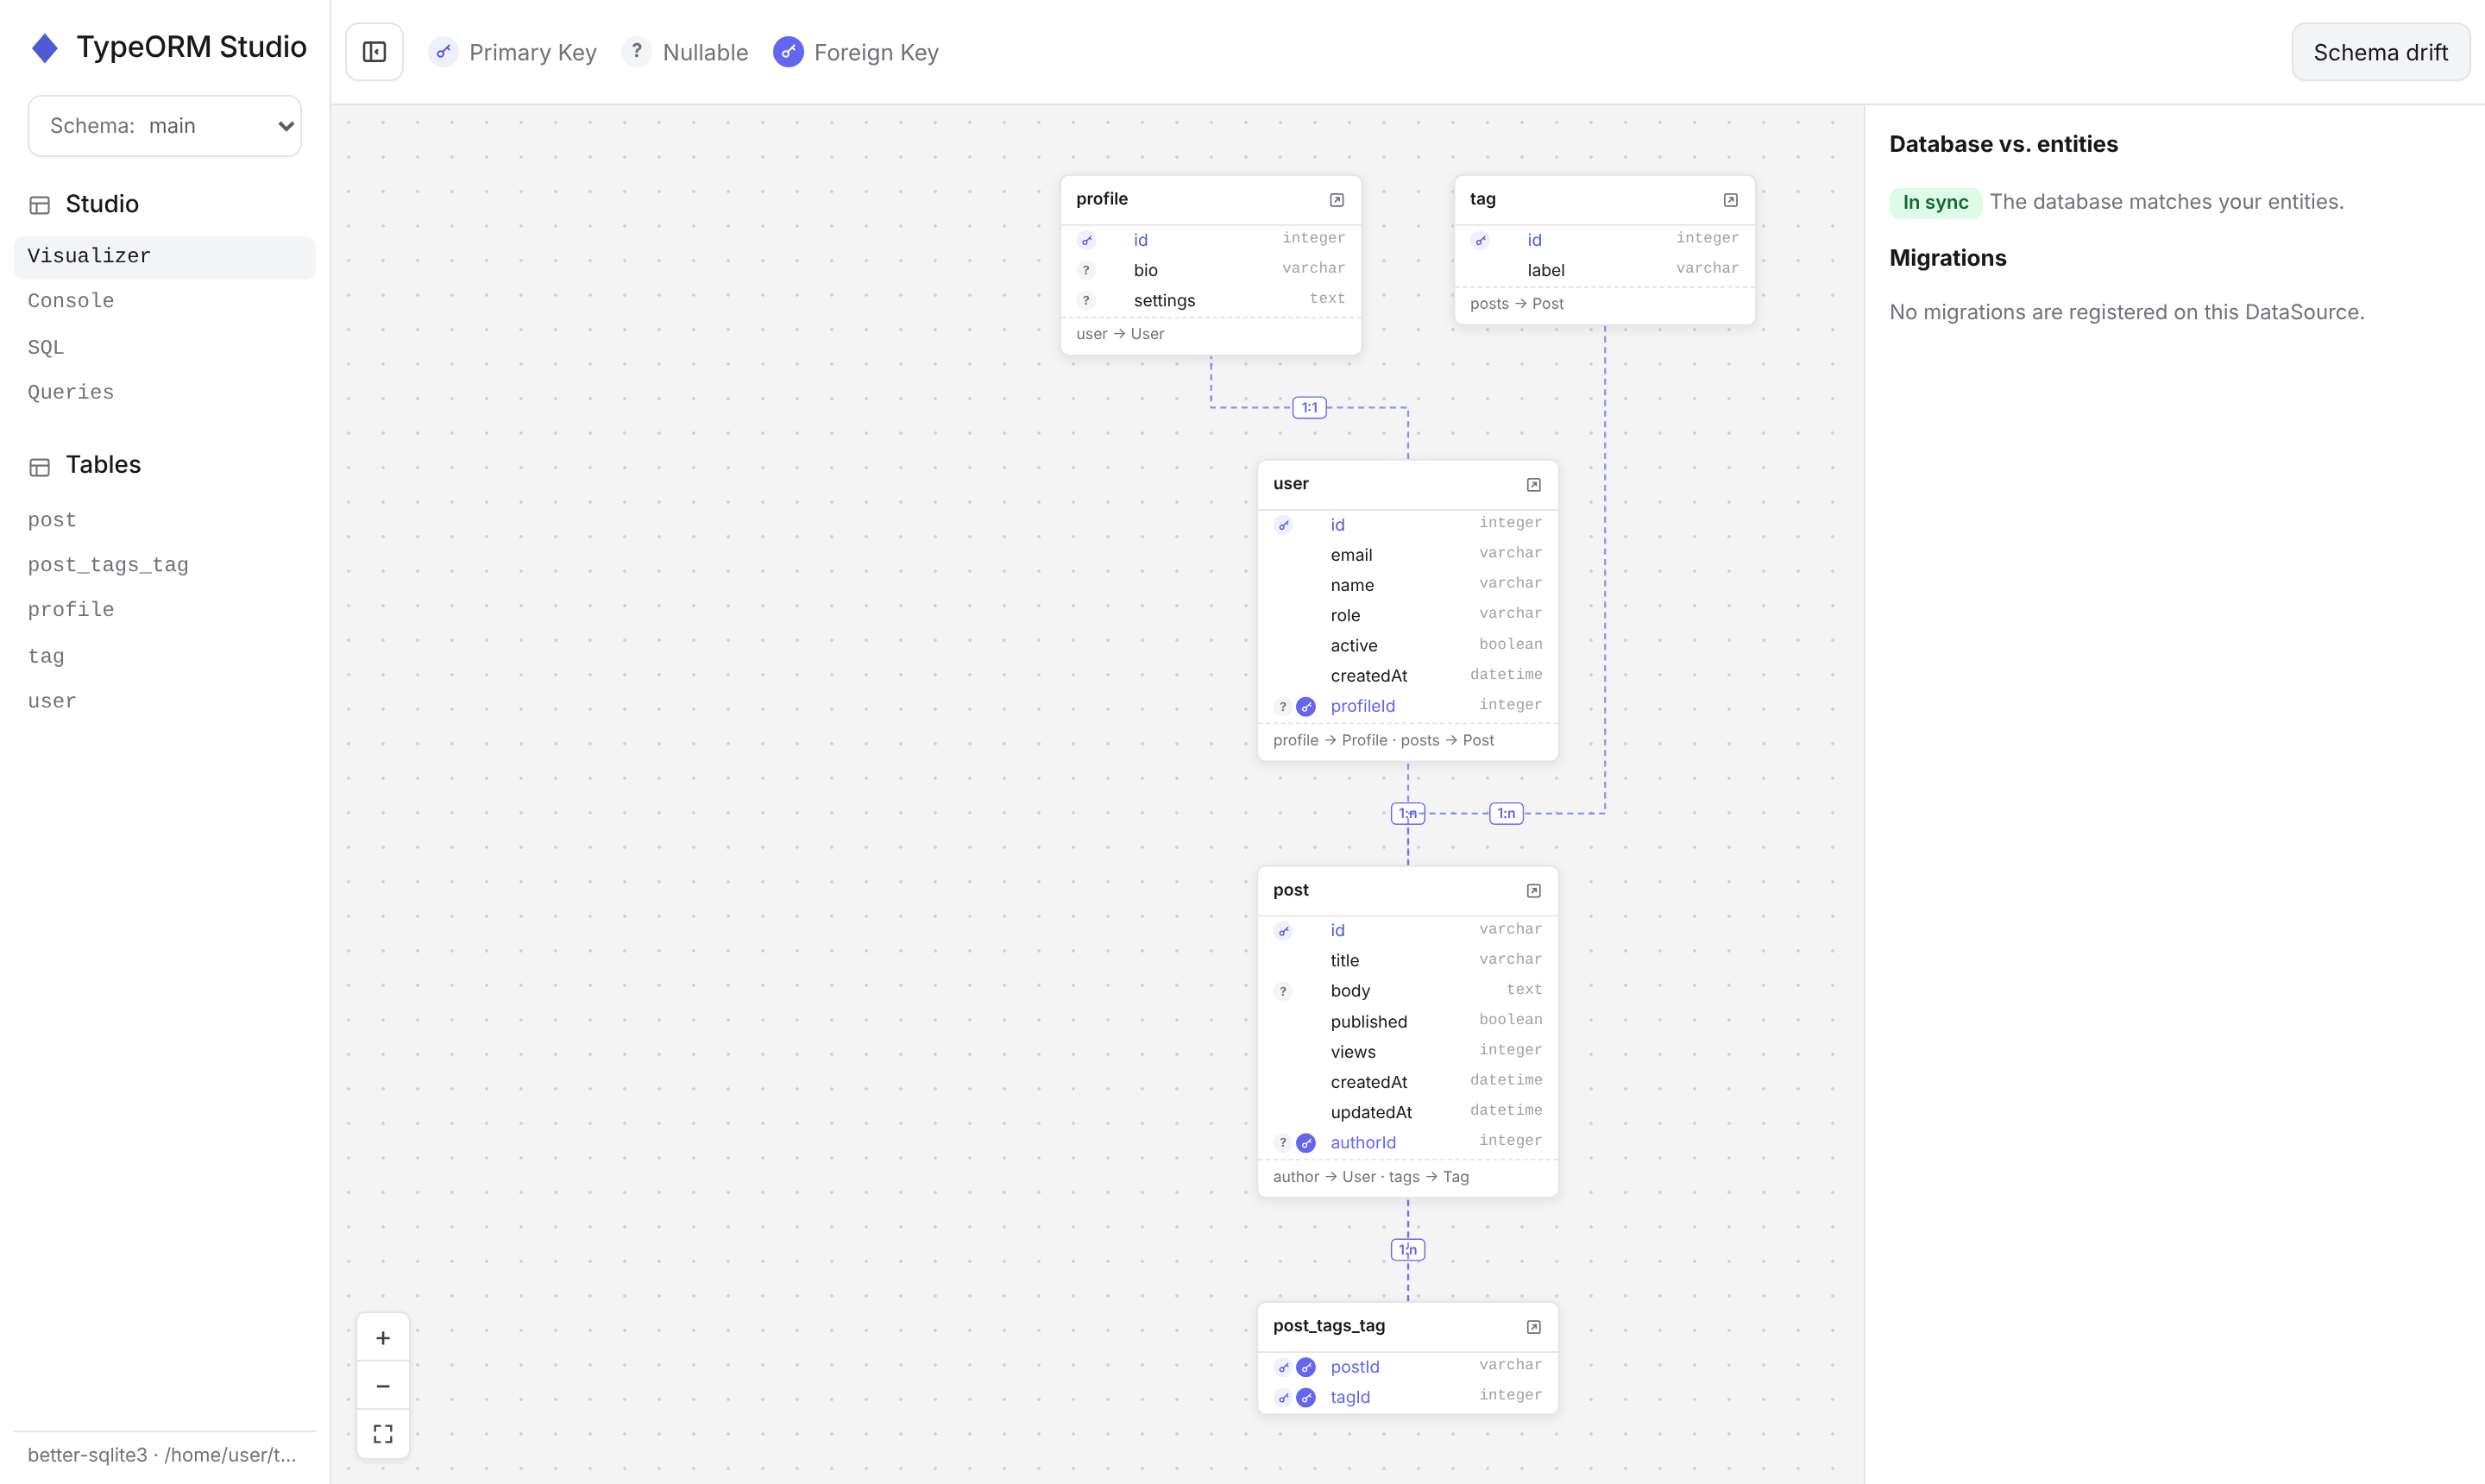 TypeORM Studio
Schema: main
Studio
Visualizer
Console
SQL
Queries
Tables
post
post_tags_tag
profile
tag
user
better-sqlite3 · /home/user/t...
Primary Key
? Nullable
Foreign Key
Schema drift
profile
id integer
? bio varchar
? settings text
user → User
tag
id integer
label varchar
posts → Post
1:1
user
id integer
email varchar
name varchar
role varchar
active boolean
createdAt datetime
? profileId integer
profile → Profile · posts → Post
1:n
1:n
post
id varchar
title varchar
? body text
published boolean
views integer
createdAt datetime
updatedAt datetime
? authorId integer
author → User · tags → Tag
1:n
post_tags_tag
postId varchar
tagId integer
+
−
Database vs. entities
In sync The database matches your entities.
Migrations
No migrations are registered on this DataSource.